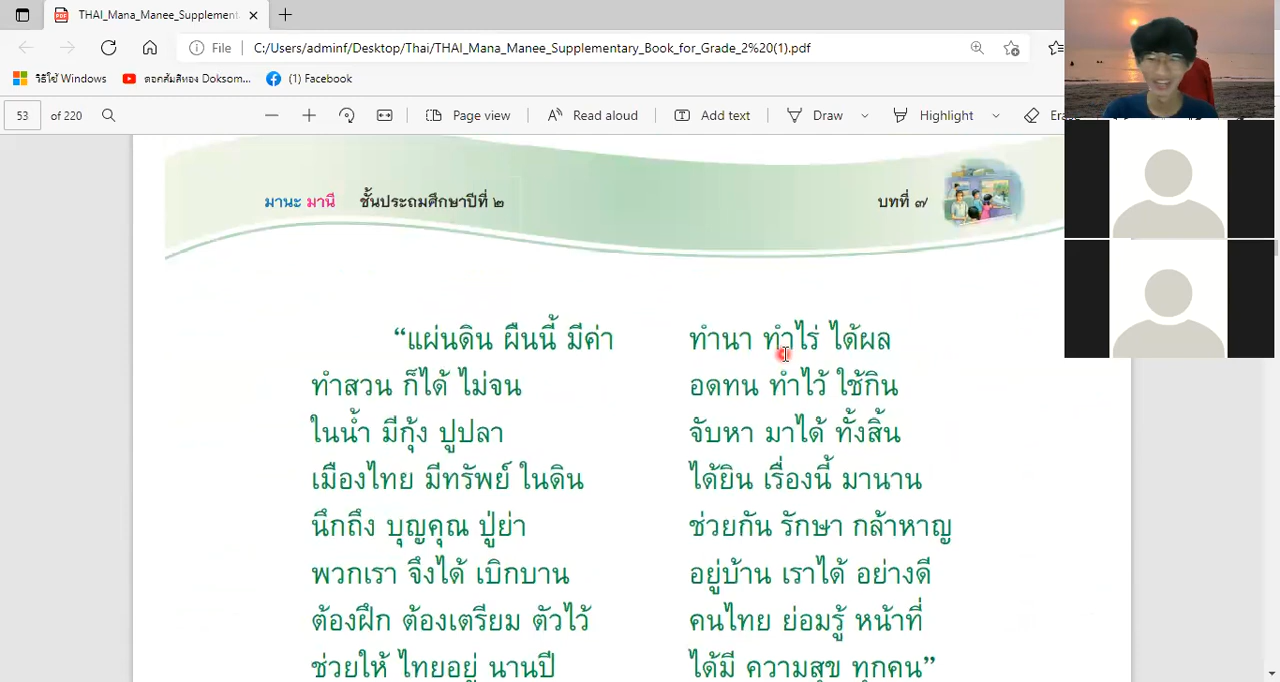 THAI_Mana_Manee_Supplement
File C:/Users/adminf/Desktop/Thai/THAI_Mana_Manee_Supplementary_Book_for_Grade_2%20(1).pdf
วิธีใช้ Windows ดอกส้มสีทอง Doksom... (1) Facebook
53 of 220 Page view Read aloud Add text Draw Highlight
มานะ มานี ชั้นประถมศึกษาปีที่ ๒ บทที่ ๗
“แผ่นดิน ผืนนี้ มีค่า ทำนา ทำไร่ ได้ผล
ทำสวน ก็ได้ ไม่จน อดทน ทำไว้ ใช้กิน
ในน้ำ มีกุ้ง ปูปลา จับหา มาได้ ทั้งสิ้น
เมืองไทย มีทรัพย์ ในดิน ได้ยิน เรื่องนี้ มานาน
นึกถึง บุญคุณ ปู่ย่า ช่วยกัน รักษา กล้าหาญ
พวกเรา จึงได้ เบิกบาน อยู่บ้าน เราได้ อย่างดี
ต้องฝึก ต้องเตรียม ตัวไว้ คนไทย ย่อมรู้ หน้าที่
ช่วยให้ ไทยอยู่ นานปี ได้มี ความสุข ทุกคน”